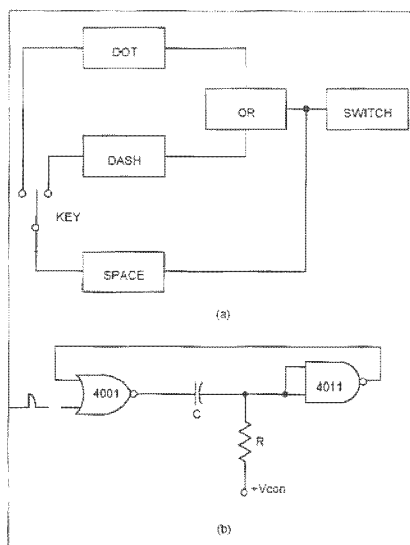 DOT
OR
SWITCH
DASH
KEY
SPACE
(a)
4001
4011
C
R
+Vcon
(b)